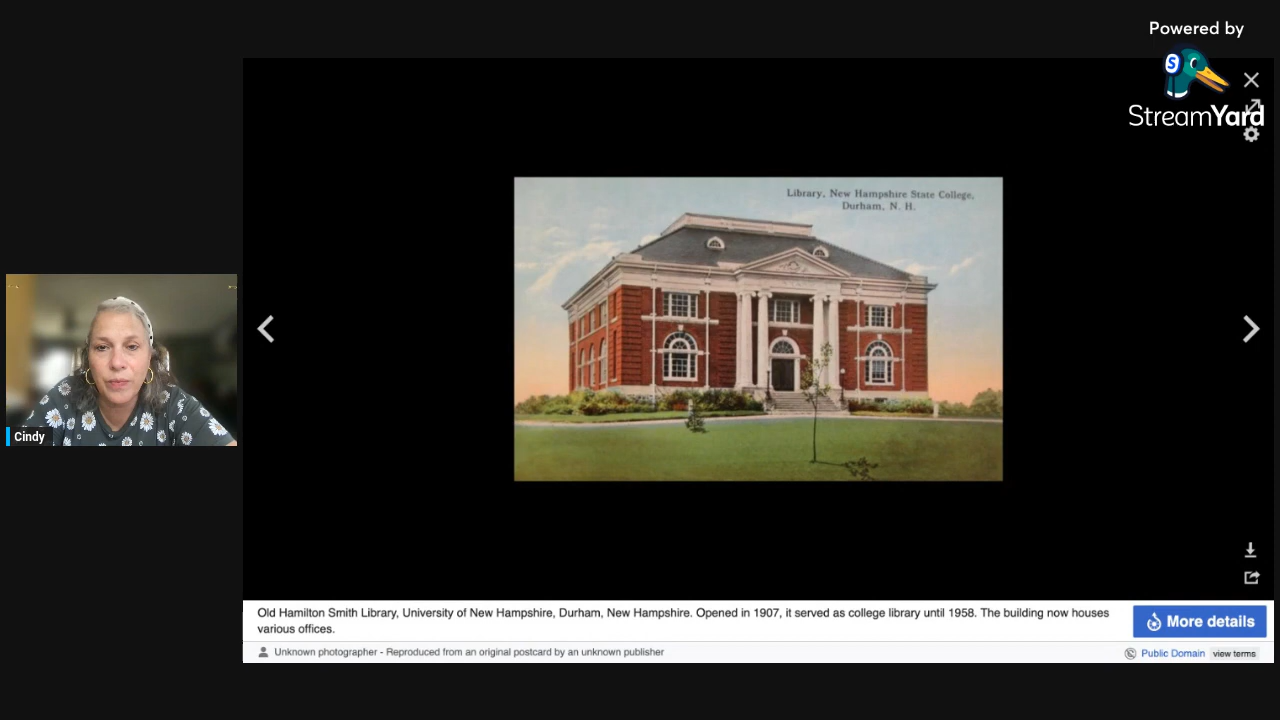 Powered by
StreamYard
Library, New Hampshire State College,
Durham, N. H.
Cindy
Old Hamilton Smith Library, University of New Hampshire, Durham, New Hampshire. Opened in 1907, it served as college library until 1958. The building now houses
various offices.
More details
Unknown photographer - Reproduced from an original postcard by an unknown publisher
Public Domain view terms